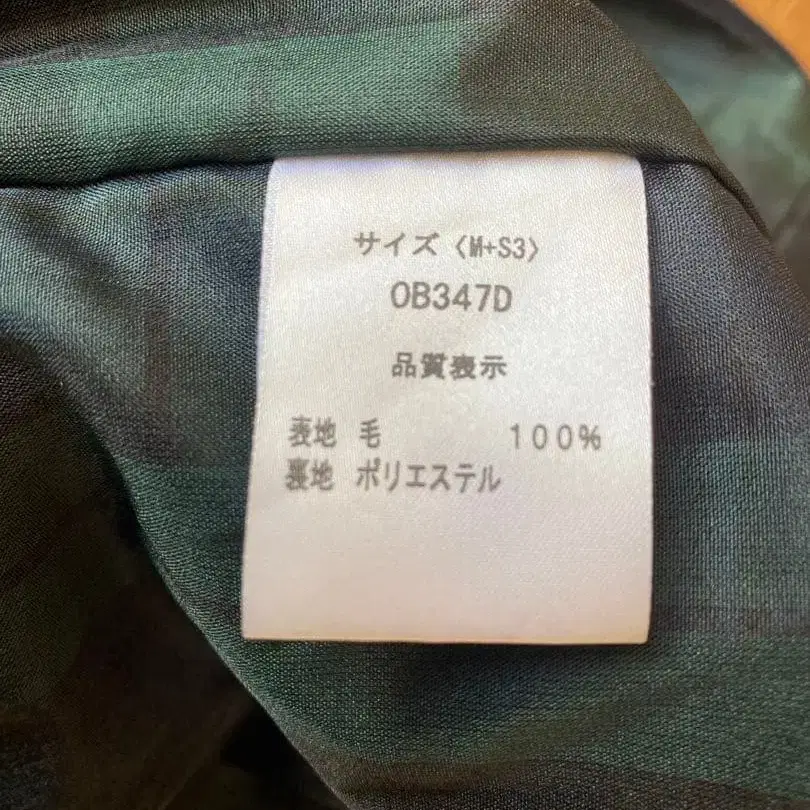 サイズ〈M+S3〉
OB347D
品質表示
表地 毛 100%
裏地 ポリエステル